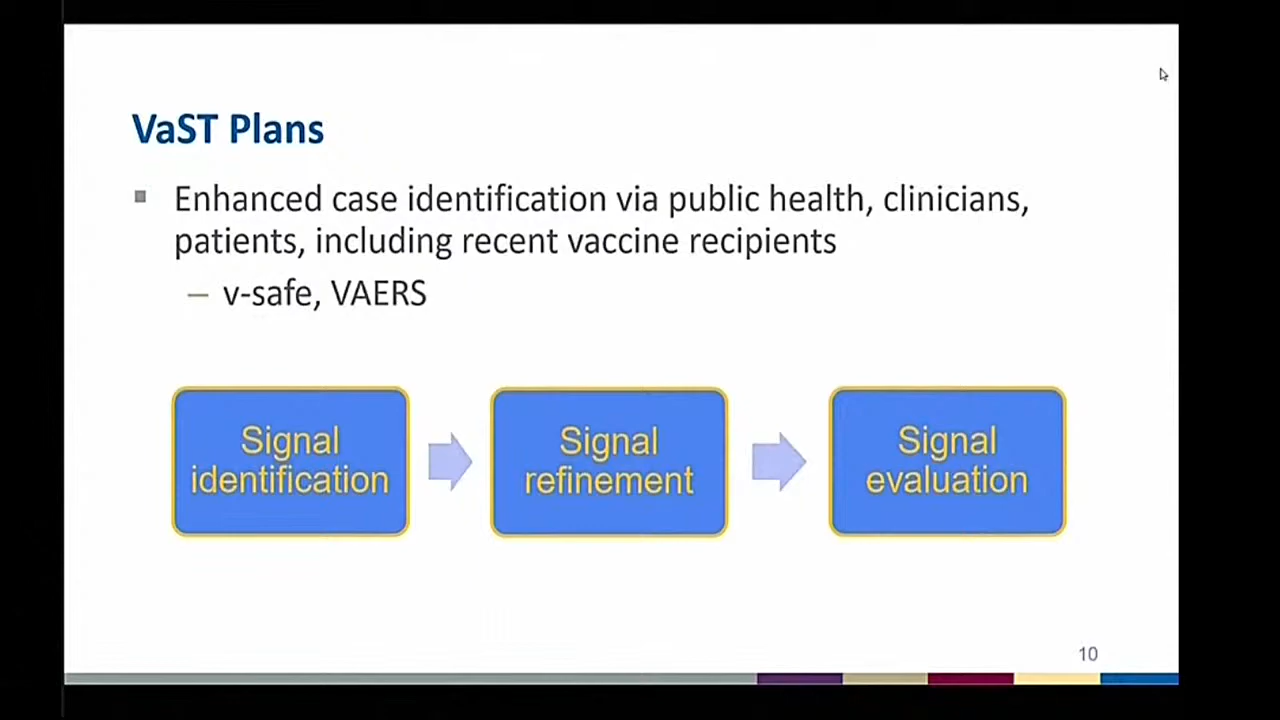 VaST Plans
Enhanced case identification via public health, clinicians,
patients, including recent vaccine recipients
– v-safe, VAERS
Signal
identification
Signal
refinement
Signal
evaluation
10